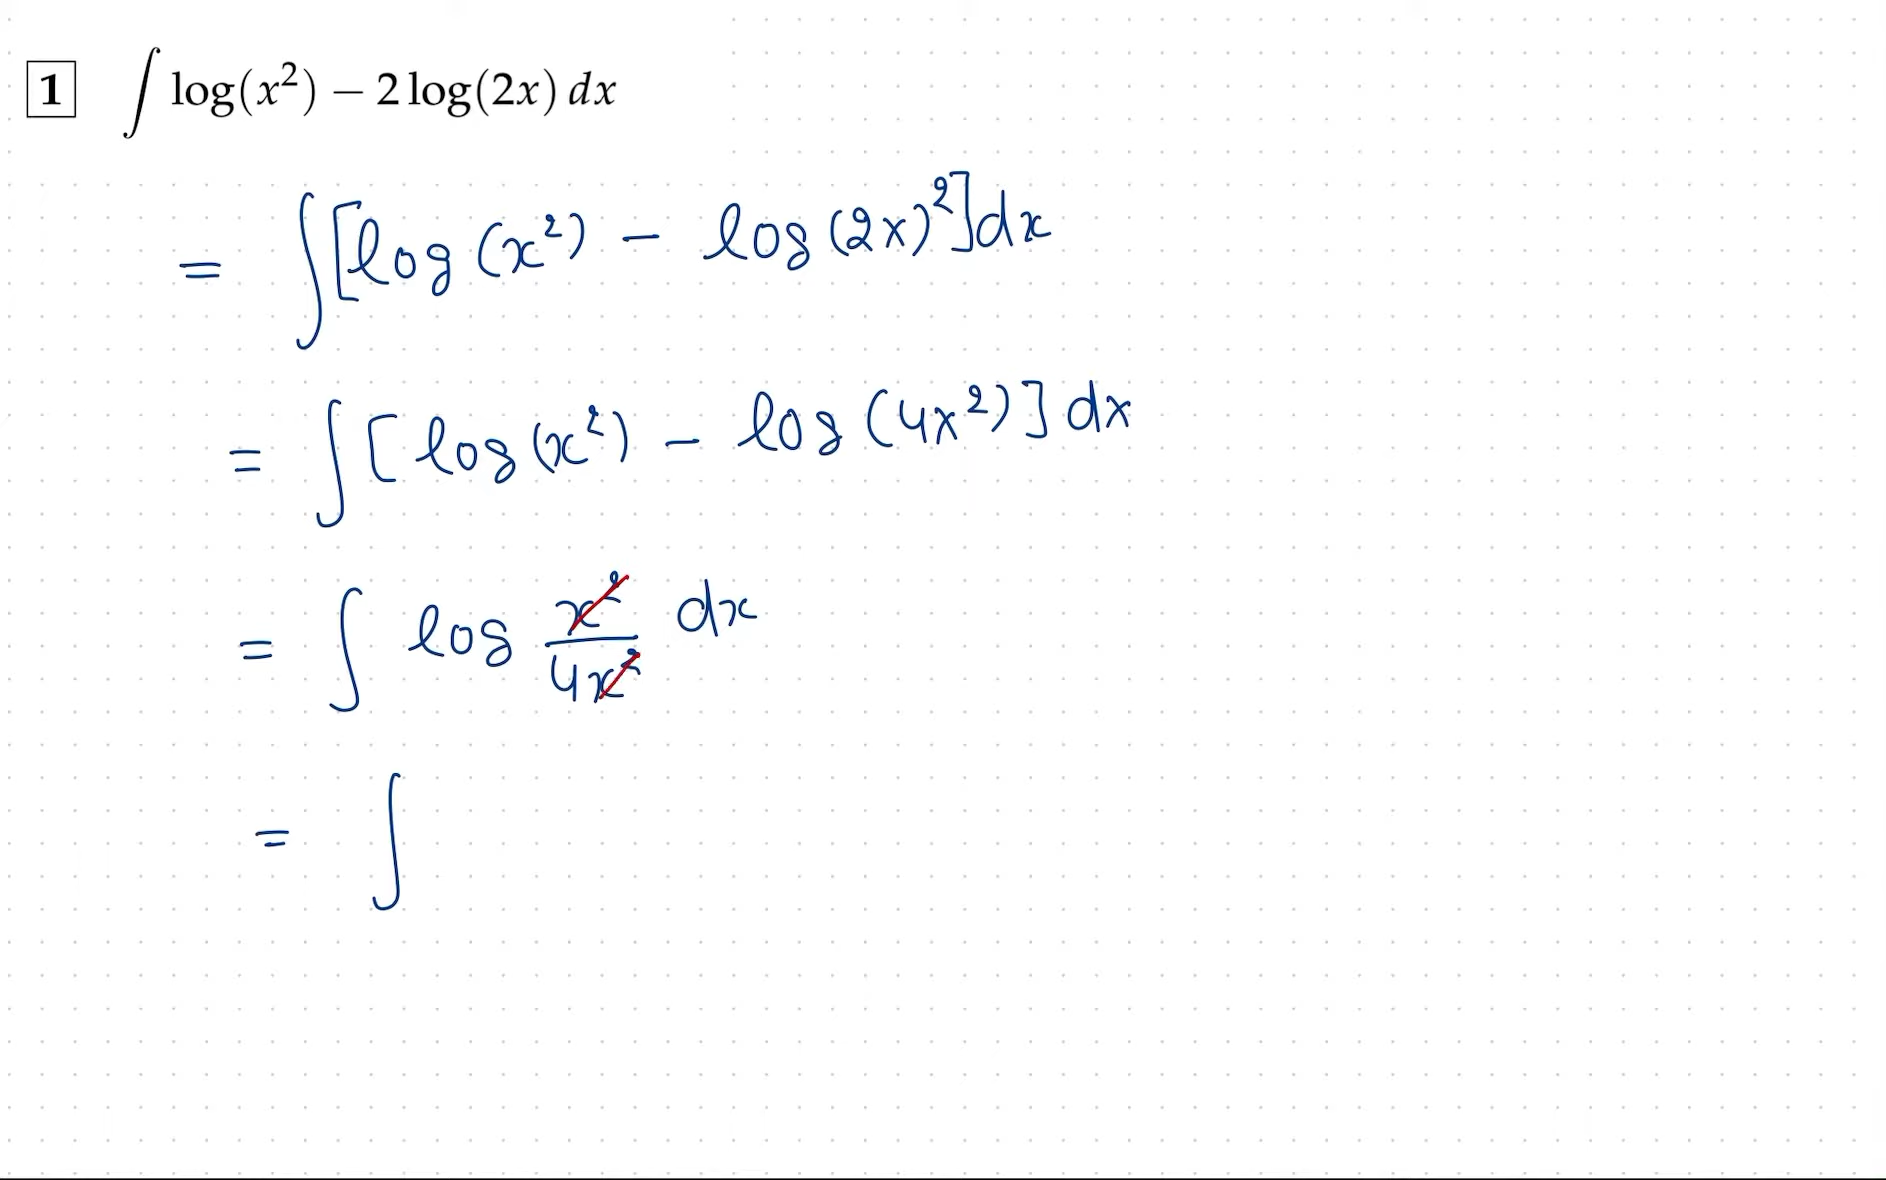 1 ∫ log(x²) − 2 log(2x) dx
= ∫[log (x²) − log (2x)²]dx
= ∫[ log (x²) − log (4x²)] dx
= ∫ log x²/4x² dx
= ∫